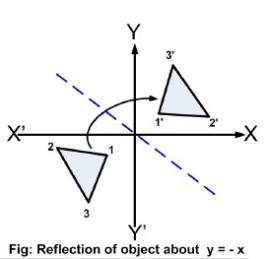 Y
3'
1' 2'
X' X
2 1
3
Y'
Fig: Reflection of object about y = - x